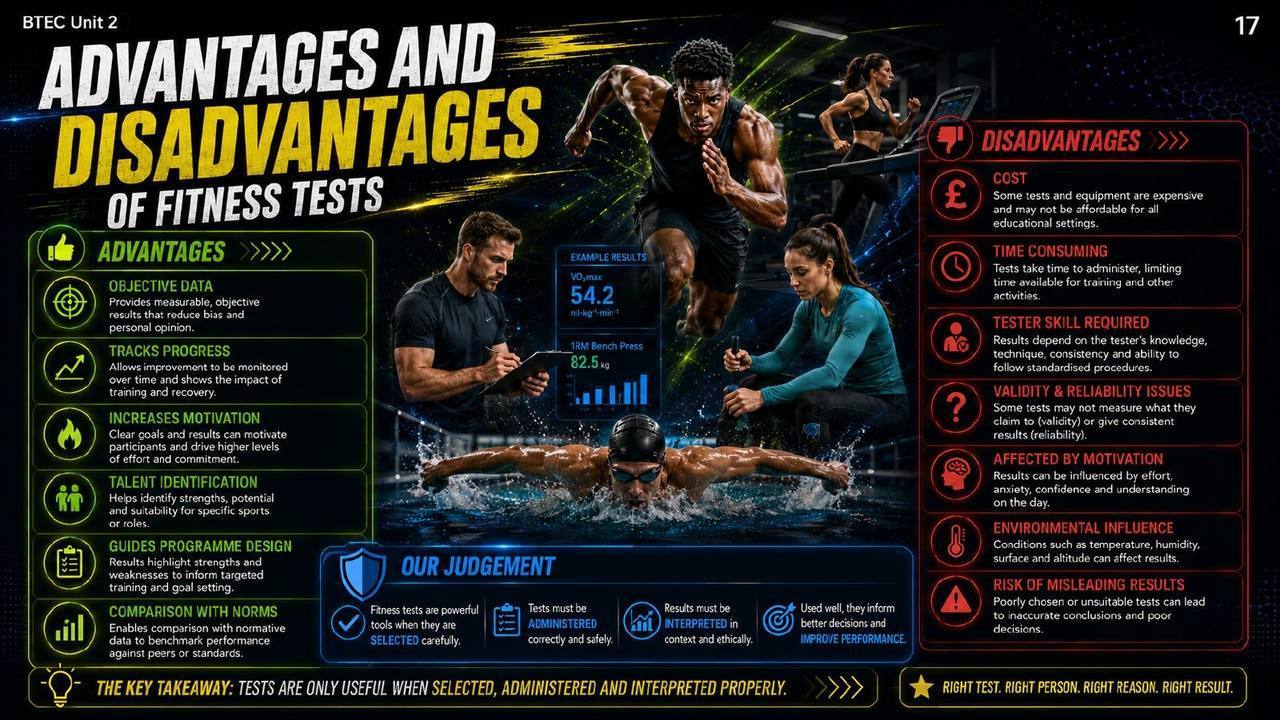 BTEC Unit 2
17
ADVANTAGES AND
DISADVANTAGES
OF FITNESS TESTS
ADVANTAGES
OBJECTIVE DATA
Provides measurable, objective
results that reduce bias and
personal opinion.
TRACKS PROGRESS
Allows improvement to be monitored
over time and shows the impact of
training and recovery.
INCREASES MOTIVATION
Clear goals and results can motivate
participants and drive higher levels
of effort and commitment.
TALENT IDENTIFICATION
Helps identify strengths, potential
and suitability for specific sports
or roles.
GUIDES PROGRAMME DESIGN
Results highlight strengths and
weaknesses to inform targeted
training and goal setting.
COMPARISON WITH NORMS
Enables comparison with normative
data to benchmark performance
against peers or standards.
EXAMPLE RESULTS
VO₂max
54.2
ml·kg⁻¹·min⁻¹
1RM Bench Press
82.5 kg
OUR JUDGEMENT
Fitness tests are powerful
tools when they are
SELECTED carefully.
Tests must be
ADMINISTERED
correctly and safely.
Results must be
INTERPRETED in
context and ethically.
Used well, they inform
better decisions and
IMPROVE PERFORMANCE.
DISADVANTAGES
£
COST
Some tests and equipment are expensive
and may not be affordable for all
educational settings.
TIME CONSUMING
Tests take time to administer, limiting
time available for training and other
activities.
TESTER SKILL REQUIRED
Results depend on the tester's knowledge,
technique, consistency and ability to
follow standardised procedures.
?
VALIDITY & RELIABILITY ISSUES
Some tests may not measure what they
claim to (validity) or give consistent
results (reliability).
AFFECTED BY MOTIVATION
Results can be influenced by effort,
anxiety, confidence and understanding
on the day.
ENVIRONMENTAL INFLUENCE
Conditions such as temperature, humidity,
surface and altitude can affect results.
RISK OF MISLEADING RESULTS
Poorly chosen or unsuitable tests can lead
to inaccurate conclusions and poor
decisions.
THE KEY TAKEAWAY: TESTS ARE ONLY USEFUL WHEN SELECTED, ADMINISTERED AND INTERPRETED PROPERLY.
RIGHT TEST. RIGHT PERSON. RIGHT REASON. RIGHT RESULT.